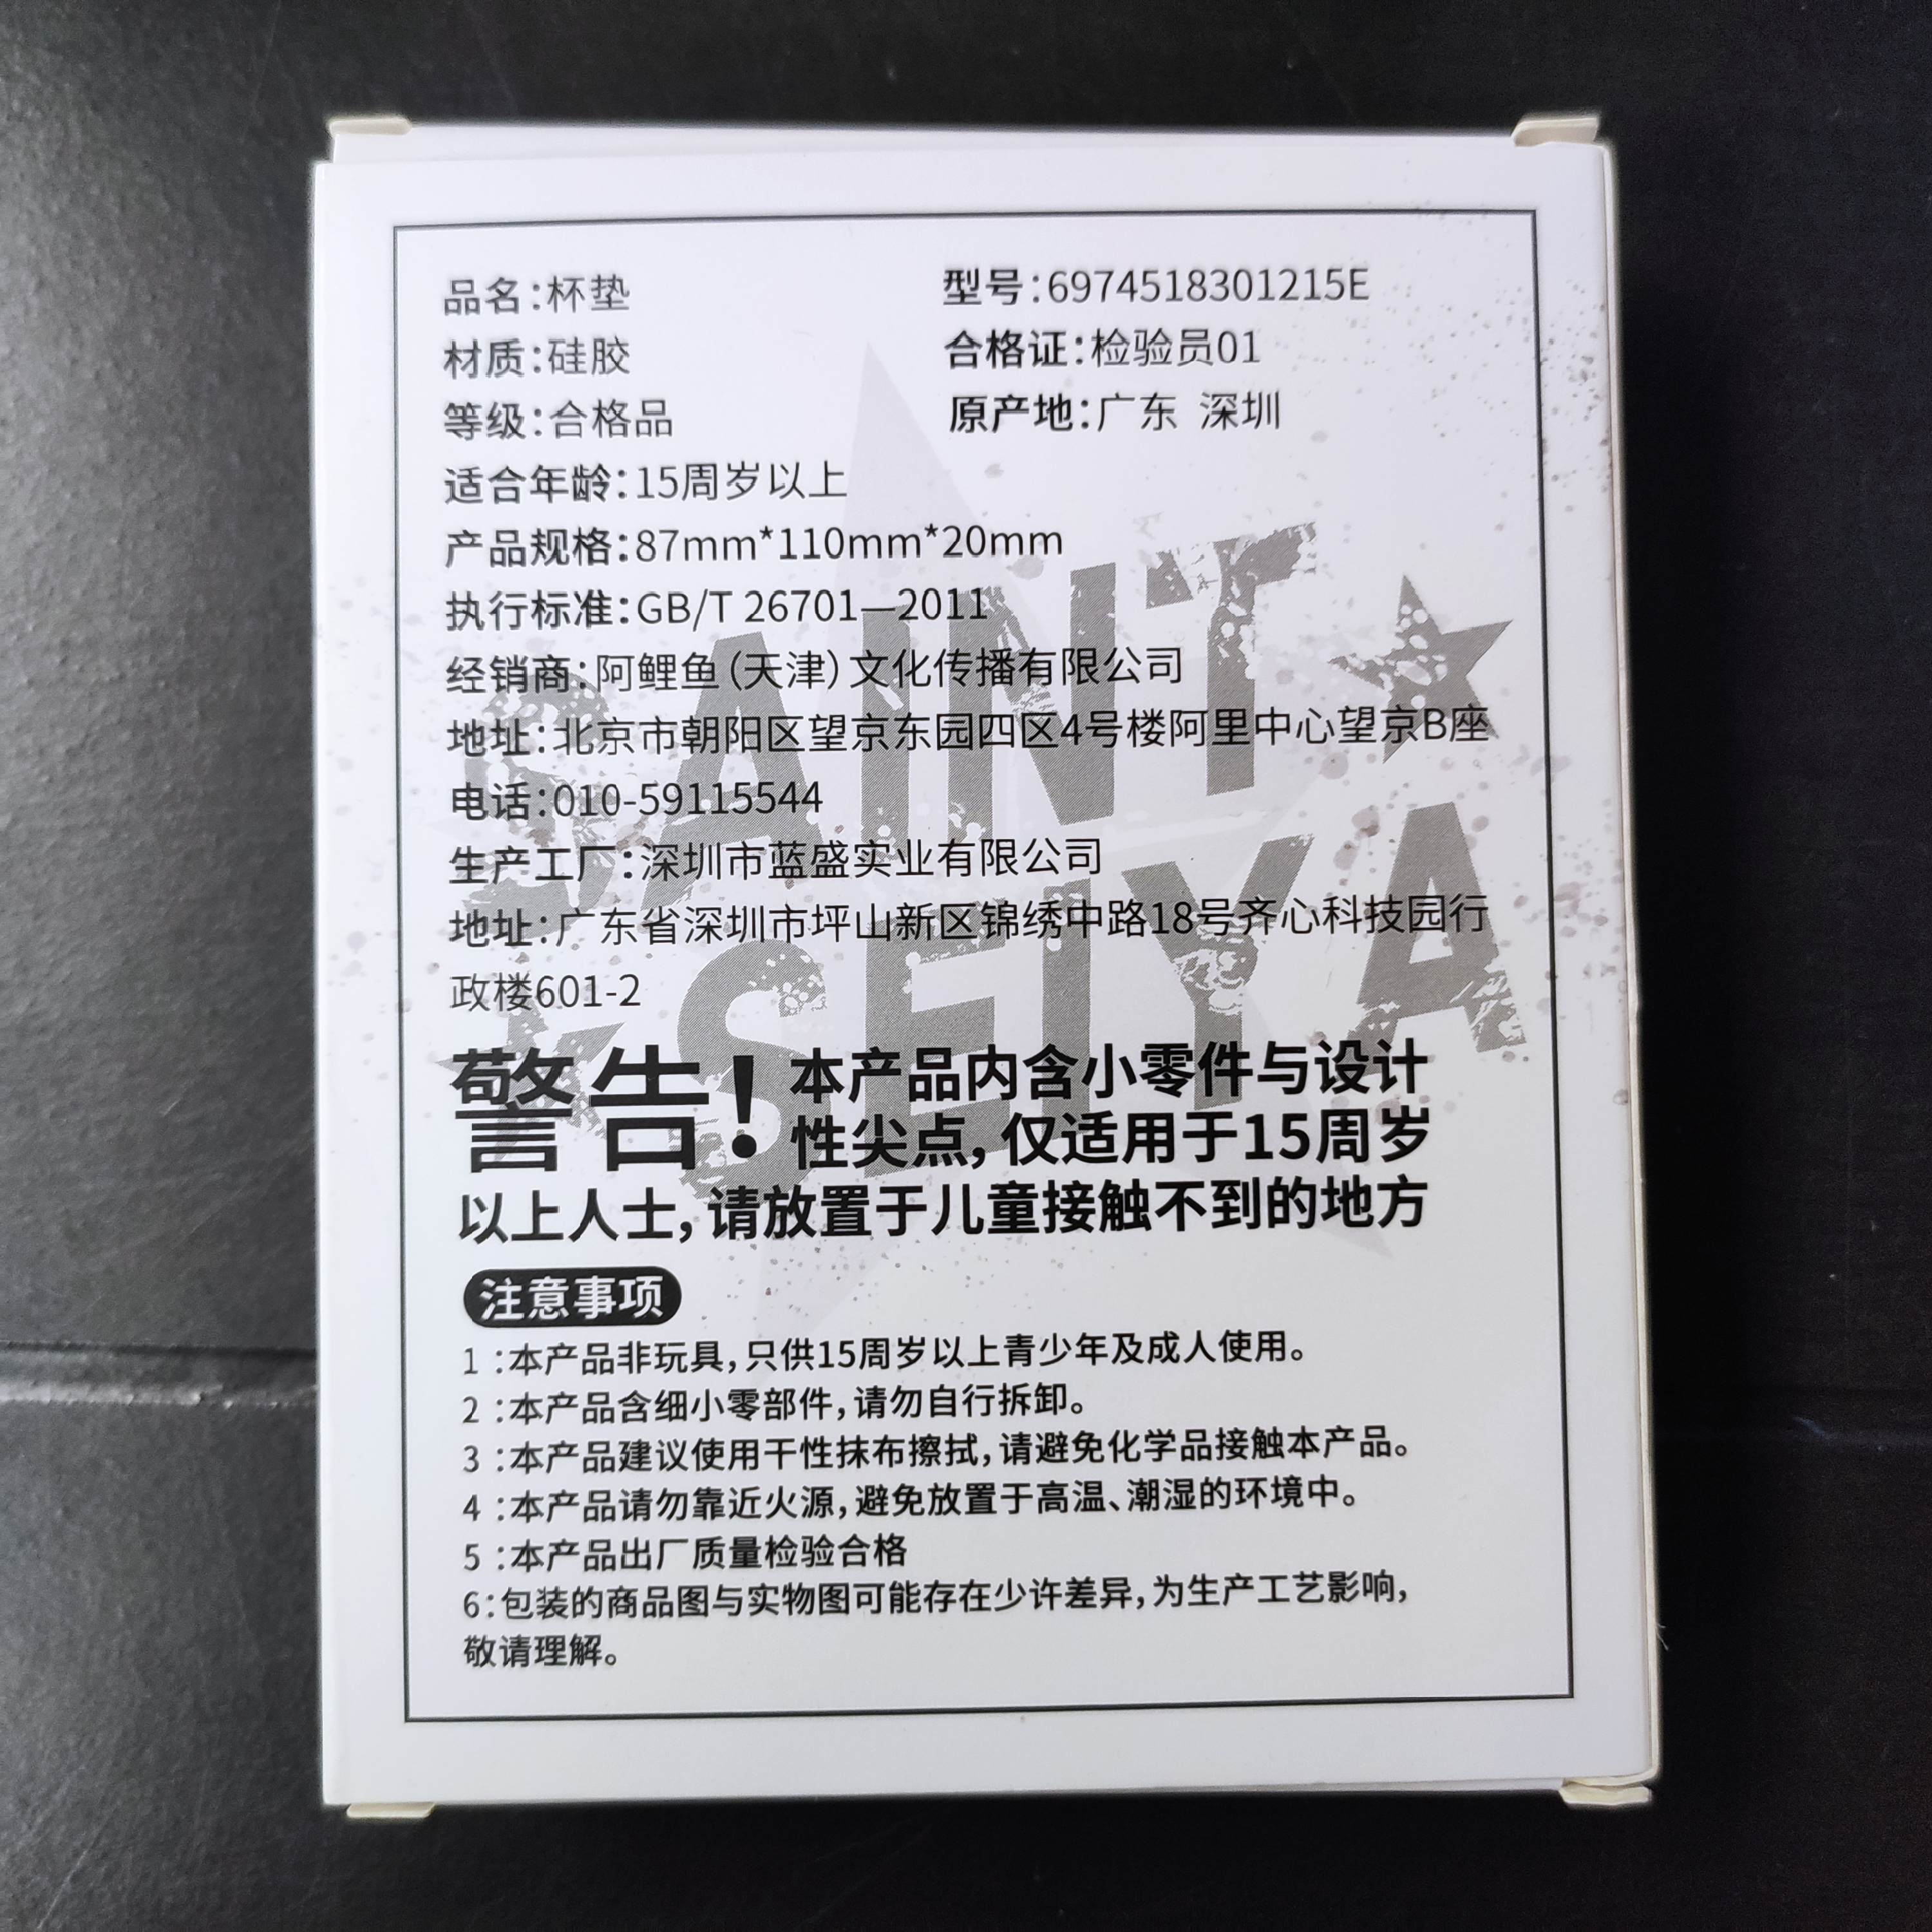 品名:杯垫 型号:6974518301215E
材质:硅胶 合格证:检验员01
等级:合格品 原产地:广东 深圳
适合年龄:15周岁以上
产品规格:87mm*110mm*20mm
执行标准:GB/T 26701—2011
经销商:阿鲤鱼(天津)文化传播有限公司
地址:北京市朝阳区望京东园四区4号楼阿里中心望京B座
电话:010-59115544
生产工厂:深圳市蓝盛实业有限公司
地址:广东省深圳市坪山新区锦绣中路18号齐心科技园行
政楼601-2
SAINT
SEIYA
警告!本产品内含小零件与设计
性尖点,仅适用于15周岁
以上人士,请放置于儿童接触不到的地方
注意事项
1:本产品非玩具,只供15周岁以上青少年及成人使用。
2:本产品含细小零部件,请勿自行拆卸。
3:本产品建议使用干性抹布擦拭,请避免化学品接触本产品。
4:本产品请勿靠近火源,避免放置于高温、潮湿的环境中。
5:本产品出厂质量检验合格
6:包装的商品图与实物图可能存在少许差异,为生产工艺影响,
敬请理解。